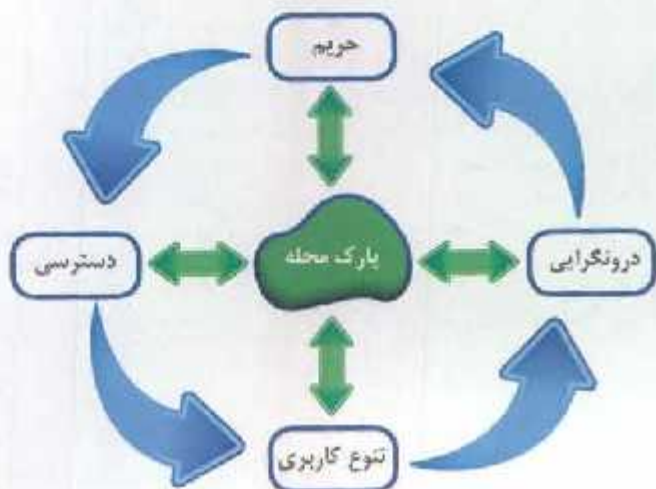 حریم
درونگرایی
پارک محله
دسترسی
تنوع کاربری